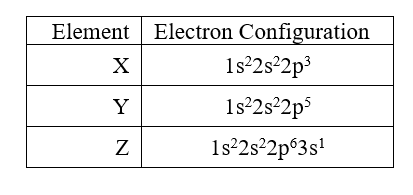 Element Electron Configuration
X 1s²2s²2p³
Y 1s²2s²2p⁵
Z 1s²2s²2p⁶3s¹